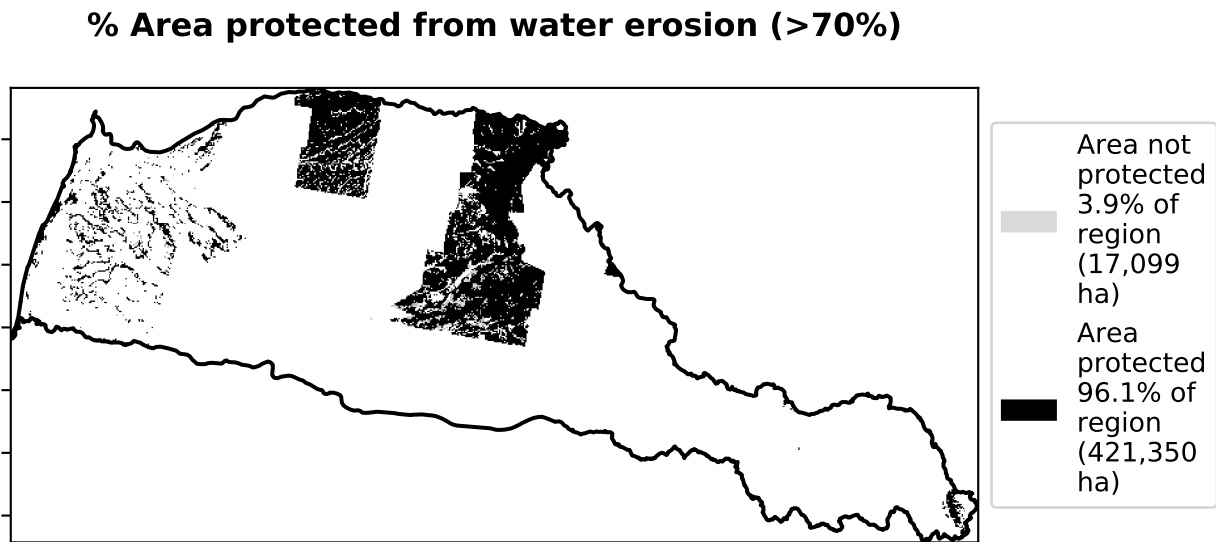 % Area protected from water erosion (>70%)
Area not
protected
3.9% of
region
(17,099
ha)
Area
protected
96.1% of
region
(421,350
ha)